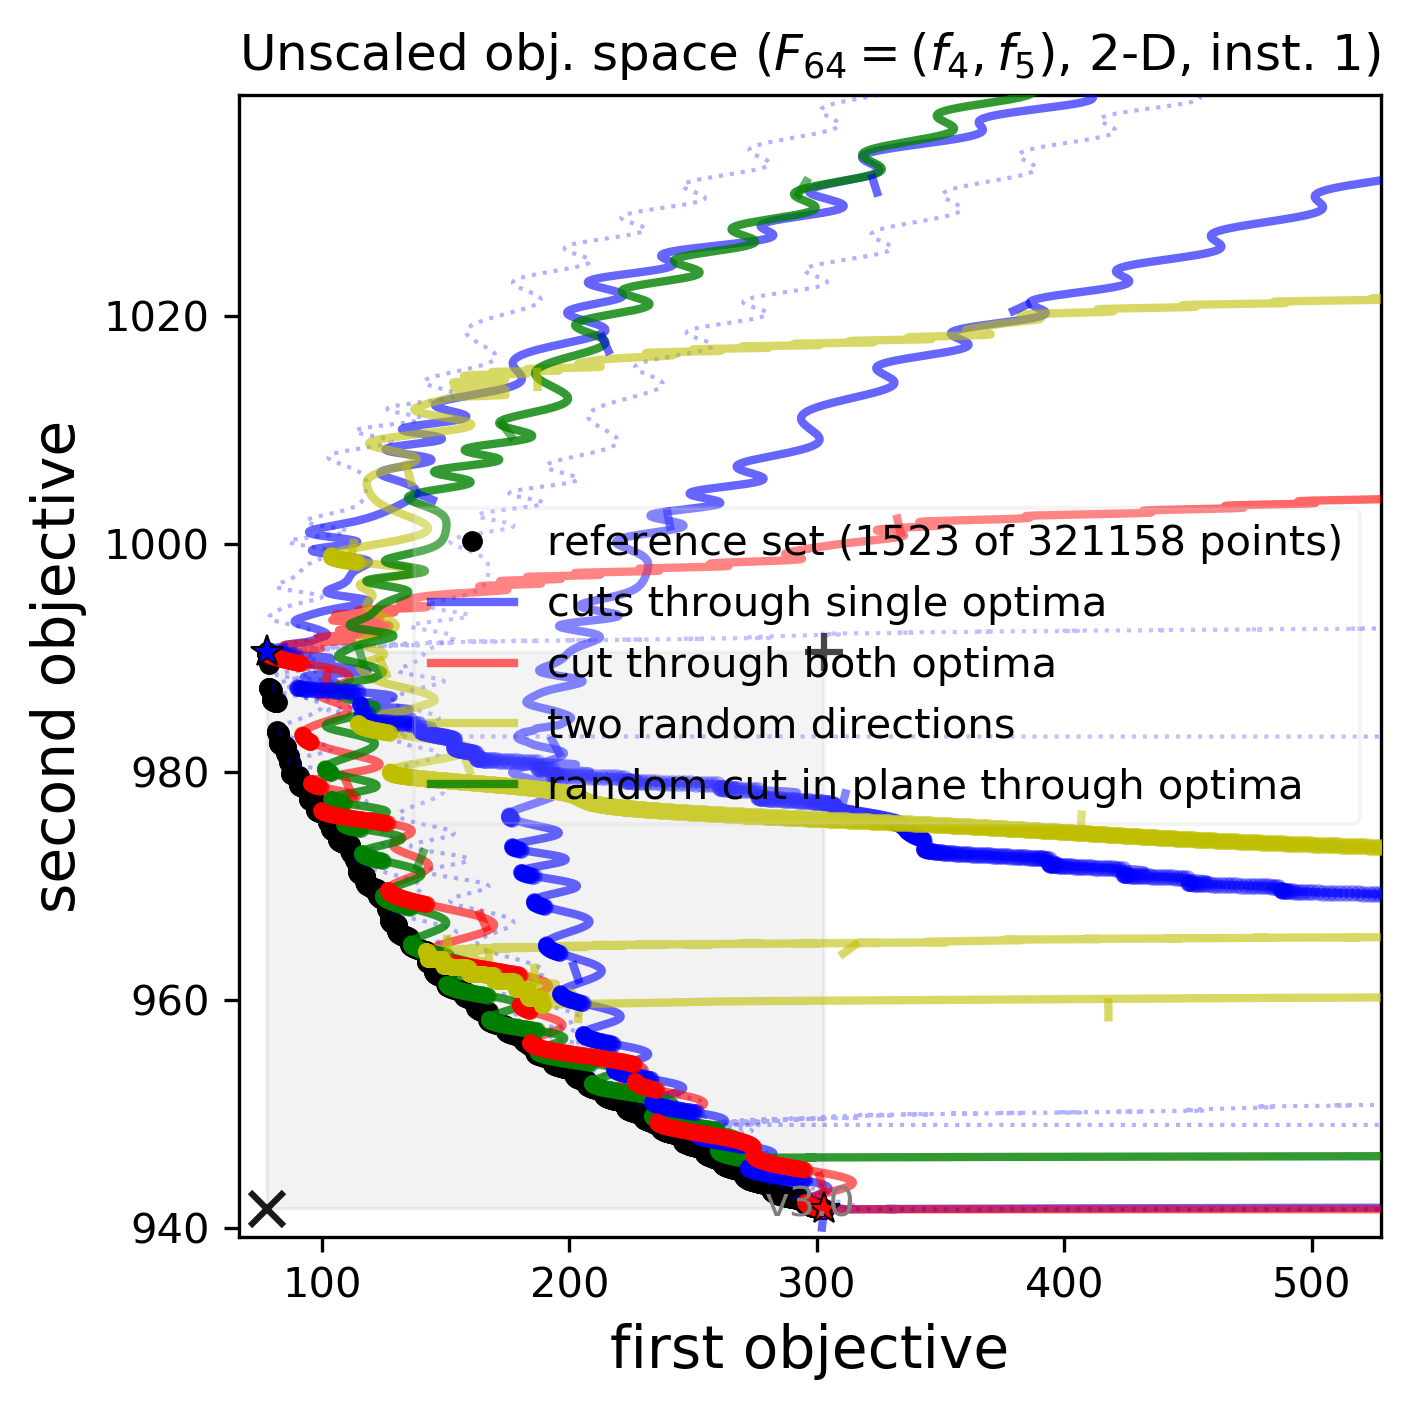 Unscaled obj. space (F64 = (f4, f5), 2-D, inst. 1)
second objective
1020
1000
980
960
940
reference set (1523 of 321158 points)
cuts through single optima
cut through both optima
two random directions
random cut in plane through optima
v3.0
100 200 300 400 500
first objective